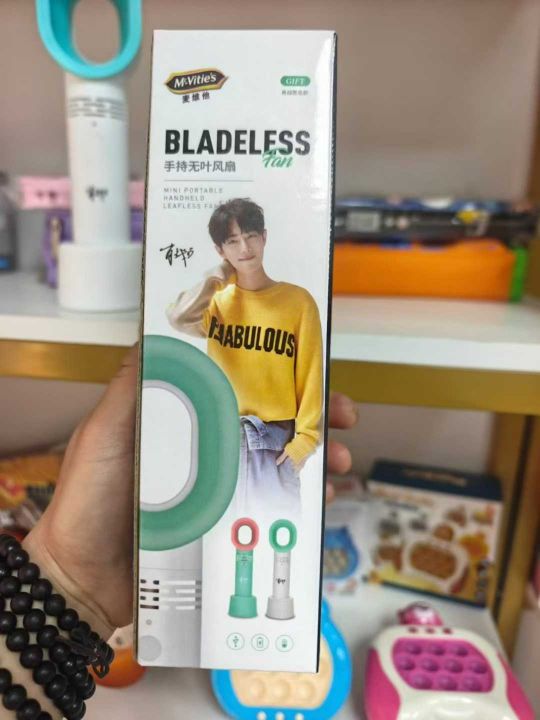 McVitie's
麦维他
GIFT
BLADELESS
Fan
手持无叶风扇
MINI PORTABLE
HANDHELD
LEAFLESS FAN
FABULOUS